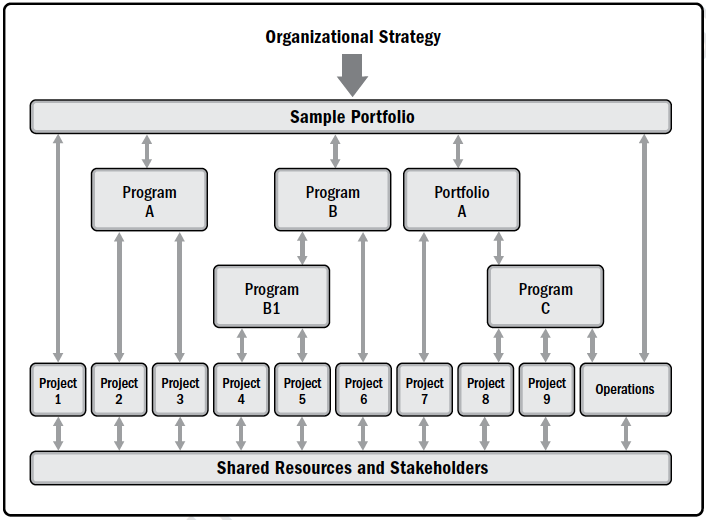 Organizational Strategy
Sample Portfolio
Program
A
Program
B
Portfolio
A
Program
B1
Program
C
Project
1
Project
2
Project
3
Project
4
Project
5
Project
6
Project
7
Project
8
Project
9
Operations
Shared Resources and Stakeholders